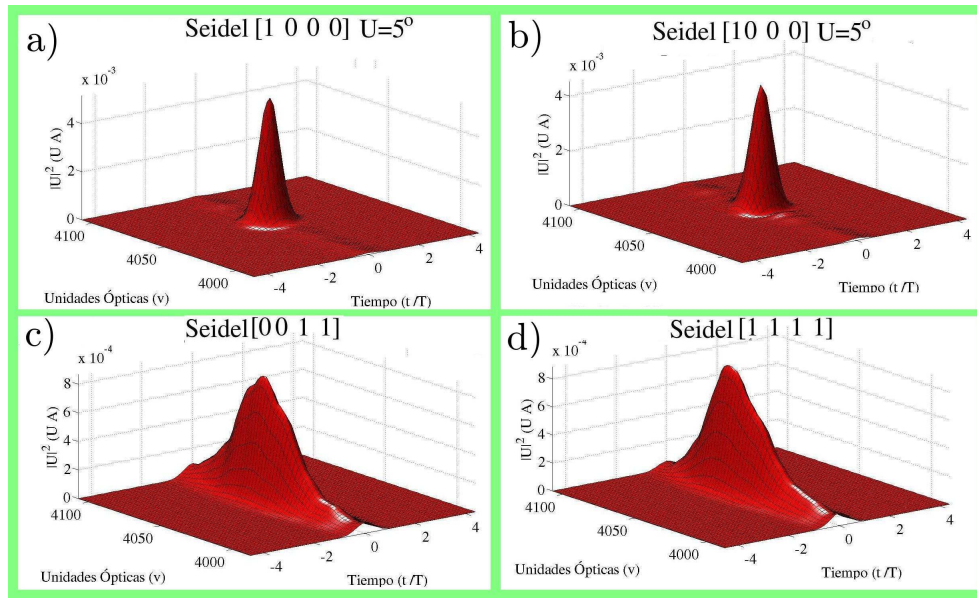 a) Seidel [1 0 0 0] U=5º
x 10⁻³
|U|² (U A)
4
2
0
4100
4050
4000
-4
-2
0
2
4
Unidades Ópticas (v)
Tiempo (t /T)
b) Seidel [10 0 0] U=5º
x 10⁻³
|U|² (U A)
4
2
0
4100
4050
4000
-4
-2
0
2
4
Unidades Ópticas (v)
Tiempo (t /T)
c) Seidel [0 0 1 1]
x 10⁻⁴
|U|² (U A)
8
6
4
2
0
4100
4050
4000
-4
-2
0
2
4
Unidades Ópticas (v)
Tiempo (t /T)
d) Seidel [1 1 1 1]
x 10⁻⁴
|U|² (U A)
8
6
4
2
0
4100
4050
4000
-4
-2
0
2
4
Unidades Ópticas (v)
Tiempo (t /T)